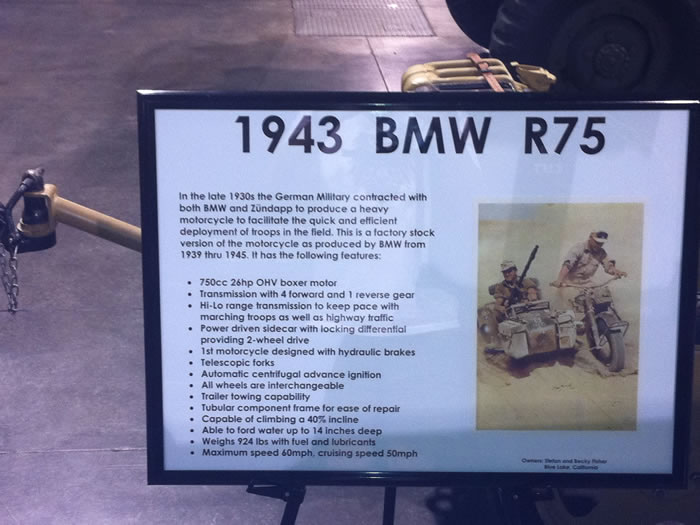 1943 BMW R75
In the late 1930s the German Military contracted with
both BMW and Zündapp to produce a heavy
motorcycle to facilitate the quick and efficient
deployment of troops in the field. This is a factory stock
version of the motorcycle as produced by BMW from
1939 thru 1945. It has the following features:
• 750cc 26hp OHV boxer motor
• Transmission with 4 forward and 1 reverse gear
• Hi-Lo range transmission to keep pace with
marching troops as well as highway traffic
• Power driven sidecar with locking differential
providing 2-wheel drive
• 1st motorcycle designed with hydraulic brakes
• Telescopic forks
• Automatic centrifugal advance ignition
• All wheels are interchangeable
• Trailer towing capability
• Tubular component frame for ease of repair
• Capable of climbing a 40% incline
• Able to ford water up to 14 inches deep
• Weighs 924 lbs with fuel and lubricants
• Maximum speed 60mph, cruising speed 50mph
Owners: and Becky Fisher
Blue Lake, California